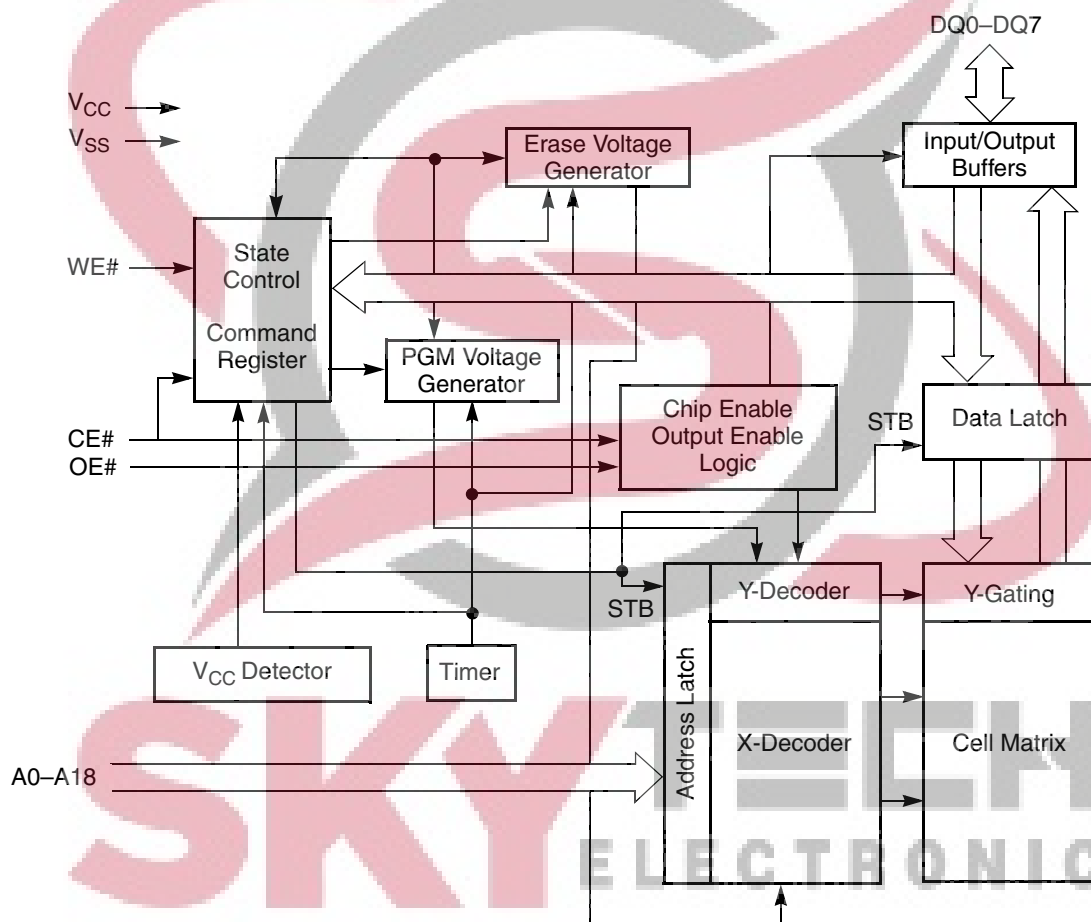 DQ0–DQ7
VCC
VSS
Erase Voltage
Generator
Input/Output
Buffers
State
Control
WE#
Command
Register
PGM Voltage
Generator
Chip Enable
Output Enable
Logic
STB
Data Latch
CE#
OE#
Y-Decoder
Y-Gating
STB
VCC Detector
Timer
Address Latch
X-Decoder
Cell Matrix
A0–A18
SKYTECH
ELECTRONIC